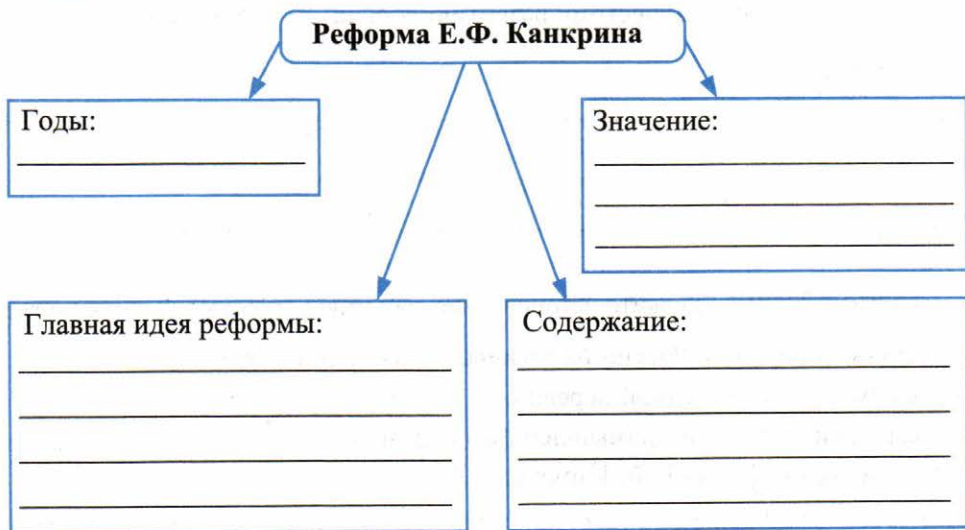 Реформа Е.Ф. Канкрина
Годы:
Значение:
Главная идея реформы:
Содержание: